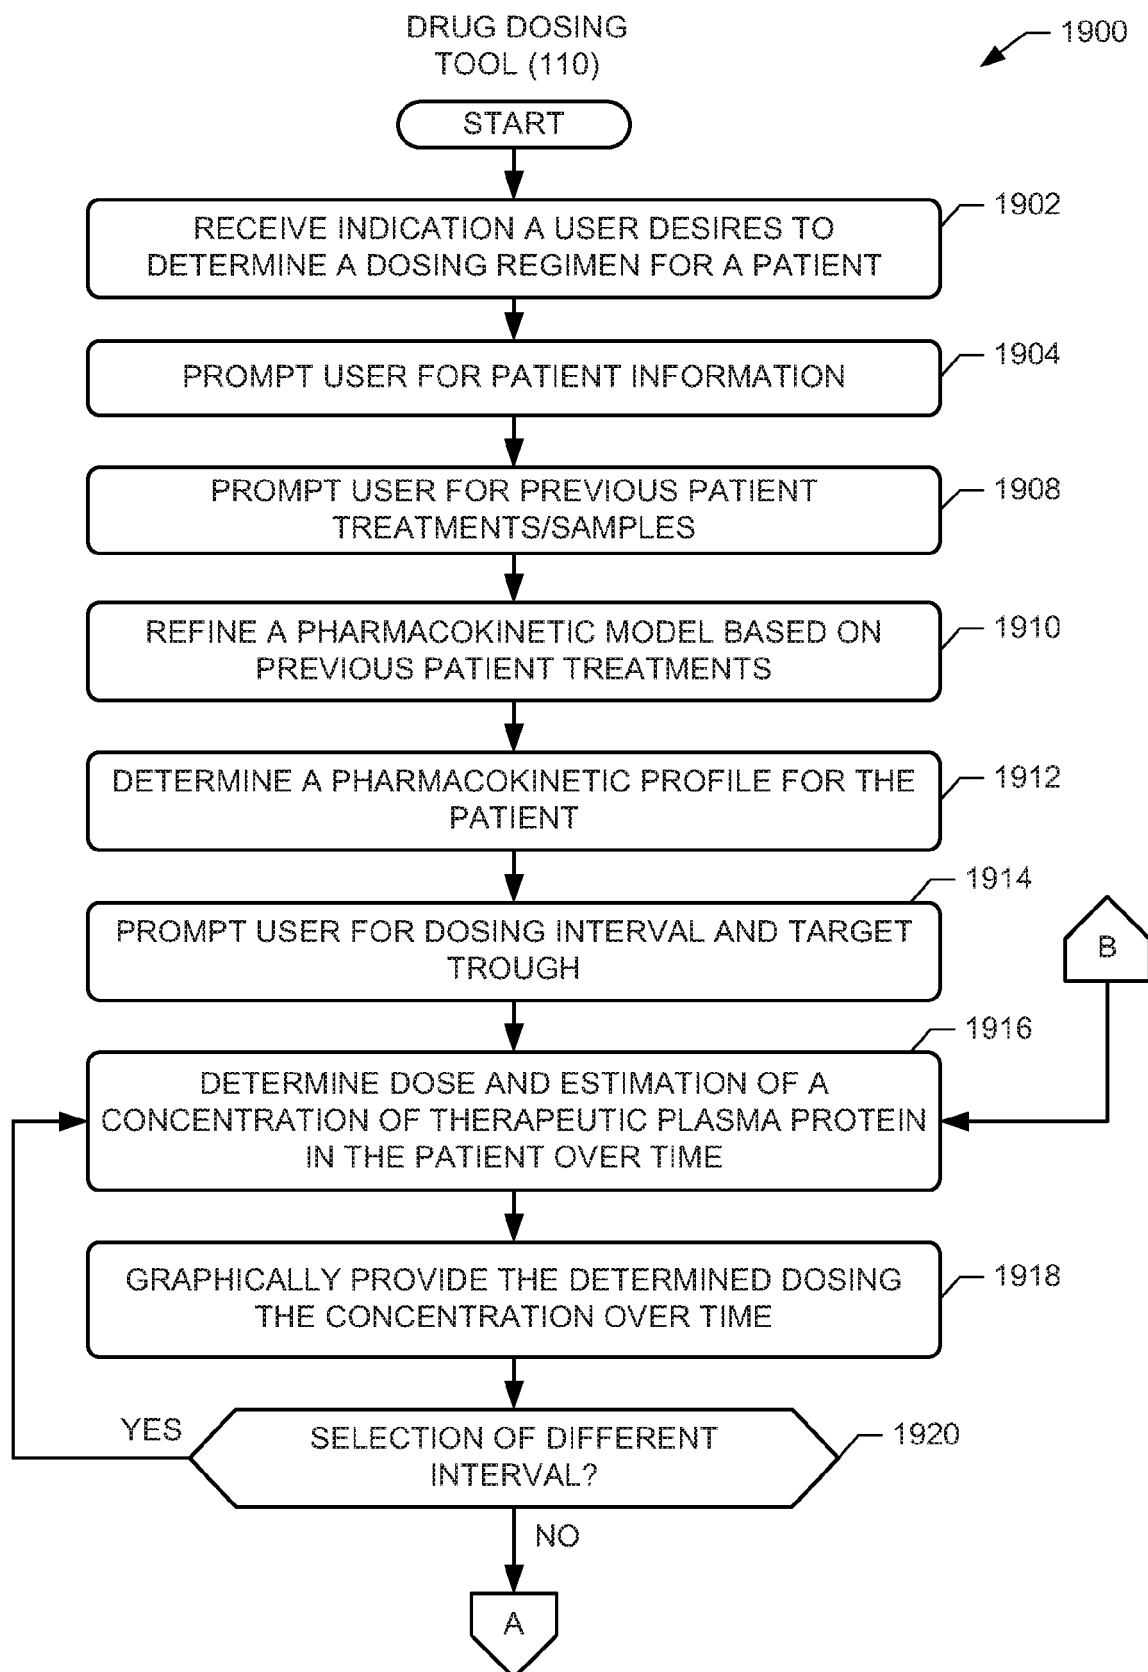 DRUG DOSING
TOOL (110)
1900
START
RECEIVE INDICATION A USER DESIRES TO
DETERMINE A DOSING REGIMEN FOR A PATIENT
1902
PROMPT USER FOR PATIENT INFORMATION
1904
PROMPT USER FOR PREVIOUS PATIENT
TREATMENTS/SAMPLES
1908
REFINE A PHARMACOKINETIC MODEL BASED ON
PREVIOUS PATIENT TREATMENTS
1910
DETERMINE A PHARMACOKINETIC PROFILE FOR THE
PATIENT
1912
PROMPT USER FOR DOSING INTERVAL AND TARGET
TROUGH
1914
B
DETERMINE DOSE AND ESTIMATION OF A
CONCENTRATION OF THERAPEUTIC PLASMA PROTEIN
IN THE PATIENT OVER TIME
1916
GRAPHICALLY PROVIDE THE DETERMINED DOSING
THE CONCENTRATION OVER TIME
1918
YES
SELECTION OF DIFFERENT
INTERVAL?
1920
NO
A